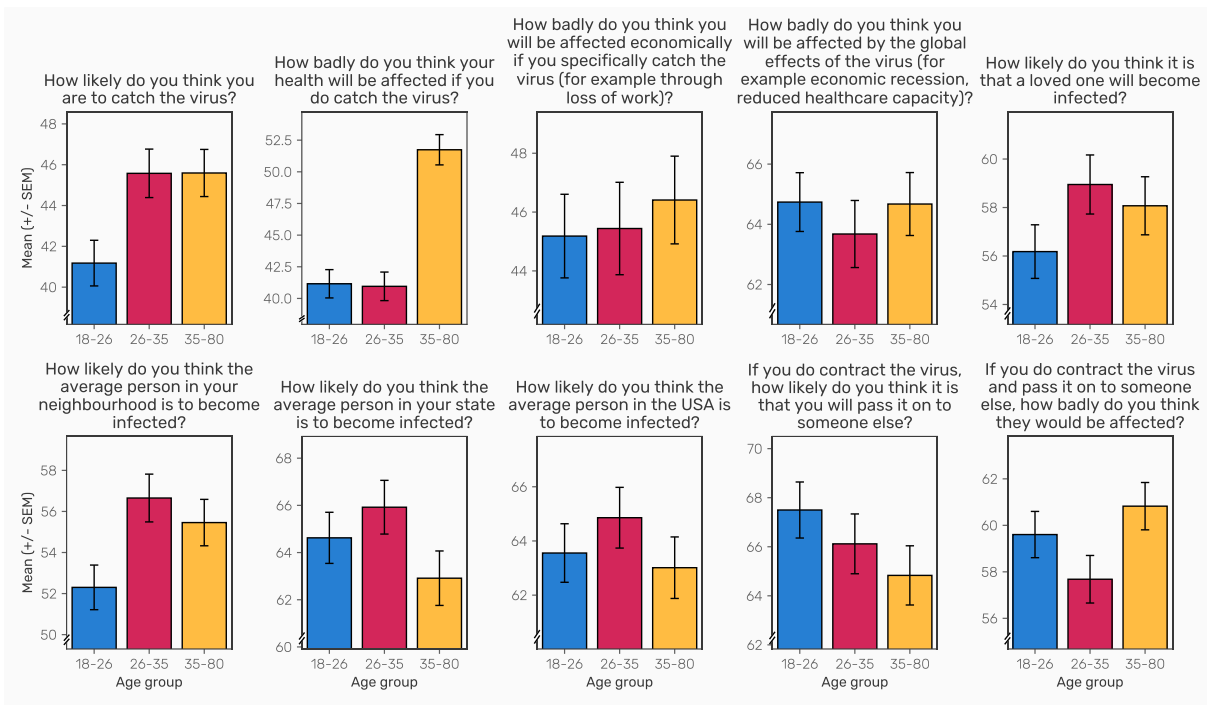 How likely do you think you
are to catch the virus?
48
46
44
42
40
Mean (+/- SEM)
18-26
26-35
35-80
How badly do you think your
health will be affected if you
do catch the virus?
52.5
50.0
47.5
45.0
42.5
40.0
18-26
26-35
35-80
How badly do you think you
will be affected economically
if you specifically catch the
virus (for example through
loss of work)?
48
46
44
18-26
26-35
35-80
How badly do you think you
will be affected by the global
effects of the virus (for
example economic recession,
reduced healthcare capacity)?
66
64
62
18-26
26-35
35-80
How likely do you think it is
that a loved one will become
infected?
60
58
56
54
18-26
26-35
35-80
How likely do you think the
average person in your
neighbourhood is to become
infected?
58
56
54
52
50
Mean (+/- SEM)
18-26
26-35
35-80
Age group
How likely do you think the
average person in your state
is to become infected?
68
66
64
62
60
18-26
26-35
35-80
Age group
How likely do you think the
average person in the USA is
to become infected?
66
64
62
18-26
26-35
35-80
Age group
If you do contract the virus,
how likely do you think it is
that you will pass it on to
someone else?
70
68
66
64
62
18-26
26-35
35-80
Age group
If you do contract the virus
and pass it on to someone
else, how badly do you think
they would be affected?
62
60
58
56
18-26
26-35
35-80
Age group